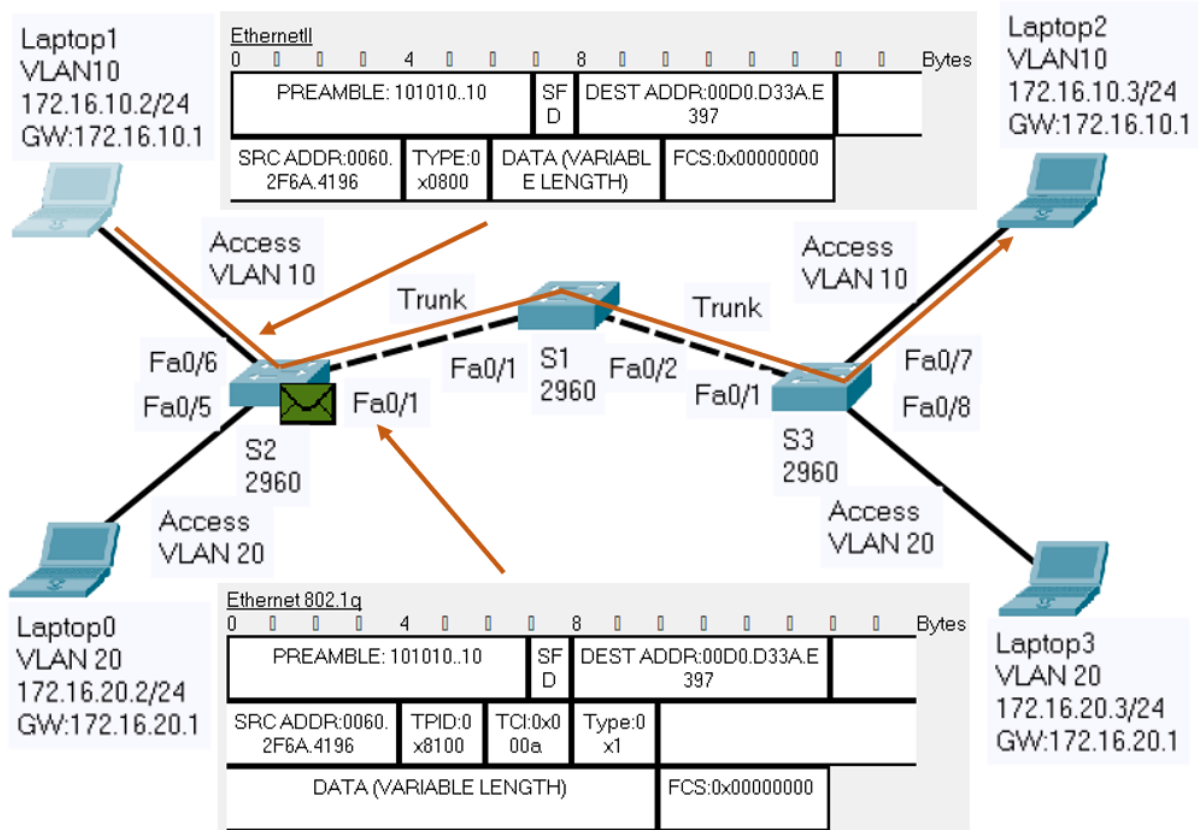 Laptop1
VLAN10
172.16.10.2/24
GW:172.16.10.1
EthernetII
0 4 8 Bytes
PREAMBLE: 101010..10
SF
D
DEST ADDR:00D0.D33A.E
397
SRC ADDR:0060.
2F6A.4196
TYPE:0
x0800
DATA (VARIABL
E LENGTH)
FCS:0x00000000
Laptop2
VLAN10
172.16.10.3/24
GW:172.16.10.1
Access
VLAN 10
Trunk
Trunk
Access
VLAN 10
Fa0/6
Fa0/5
S2
2960
Fa0/1
Fa0/1
S1
2960
Fa0/2
Fa0/1
S3
2960
Fa0/7
Fa0/8
Access
VLAN 20
Access
VLAN 20
Laptop0
VLAN 20
172.16.20.2/24
GW:172.16.20.1
Ethernet 802.1q
0 4 8 Bytes
PREAMBLE: 101010..10
SF
D
DEST ADDR:00D0.D33A.E
397
SRC ADDR:0060.
2F6A.4196
TPID:0
x8100
TCI:0x0
00a
Type:0
x1
DATA (VARIABLE LENGTH)
FCS:0x00000000
Laptop3
VLAN 20
172.16.20.3/24
GW:172.16.20.1